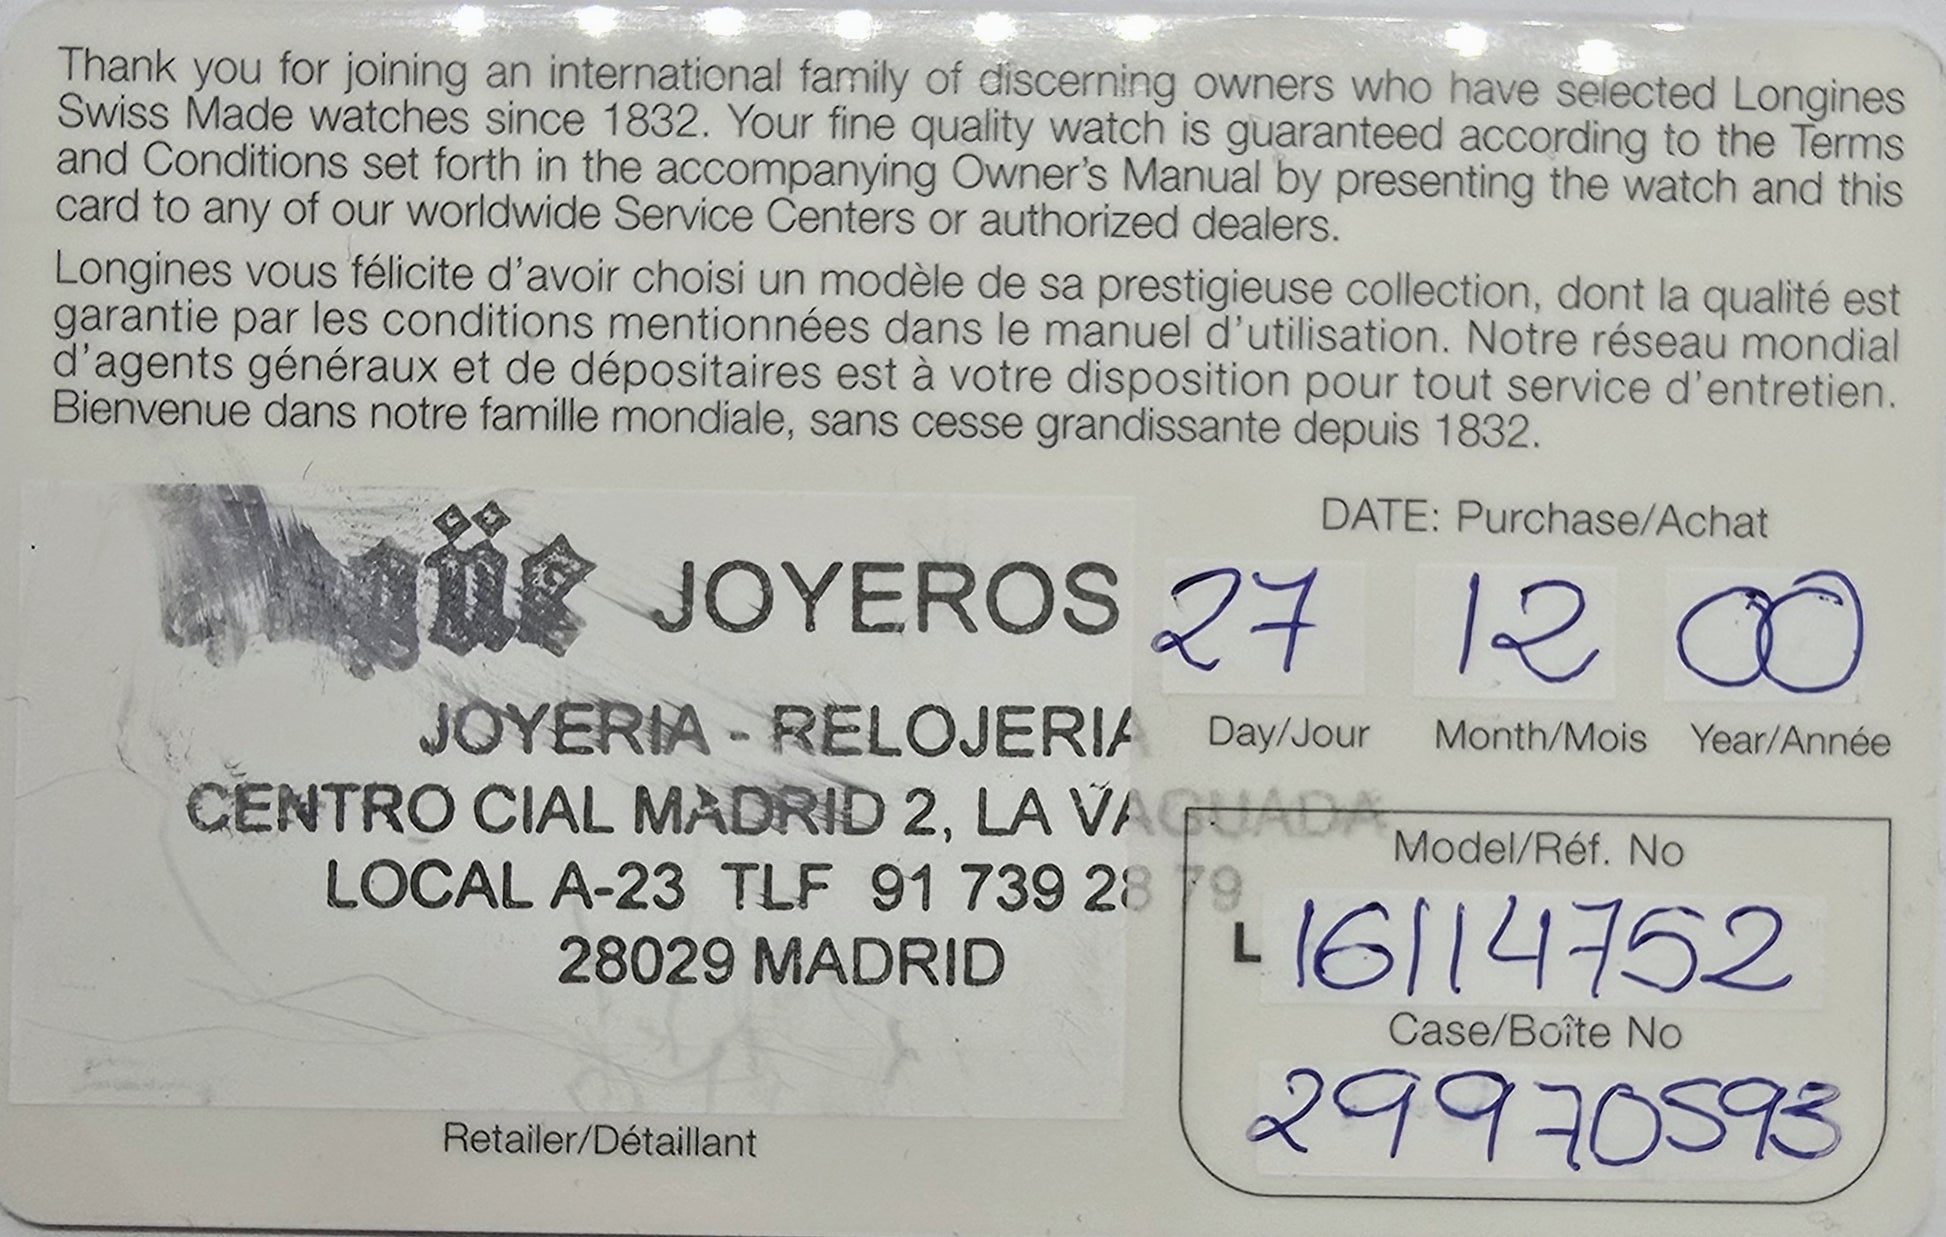 Thank you for joining an international family of discerning owners who have selected Longines
Swiss Made watches since 1832. Your fine quality watch is guaranteed according to the Terms
and Conditions set forth in the accompanying Owner's Manual by presenting the watch and this
card to any of our worldwide Service Centers or authorized dealers.
Longines vous félicite d'avoir choisi un modèle de sa prestigieuse collection, dont la qualité est
garantie par les conditions mentionnées dans le manuel d'utilisation. Notre réseau mondial
d'agents généraux et de dépositaires est à votre disposition pour tout service d'entretien.
Bienvenue dans notre famille mondiale, sans cesse grandissante depuis 1832.
JOYEROS
JOYERIA - RELOJERIA
CENTRO CIAL MADRID 2, LA VAGUADA
LOCAL A-23 TLF 91 739 28 79
28029 MADRID
Retailer/Détaillant
DATE: Purchase/Achat
27 12 00
Day/Jour Month/Mois Year/Année
Model/Réf. No
L 16114752
Case/Boîte No
29970593